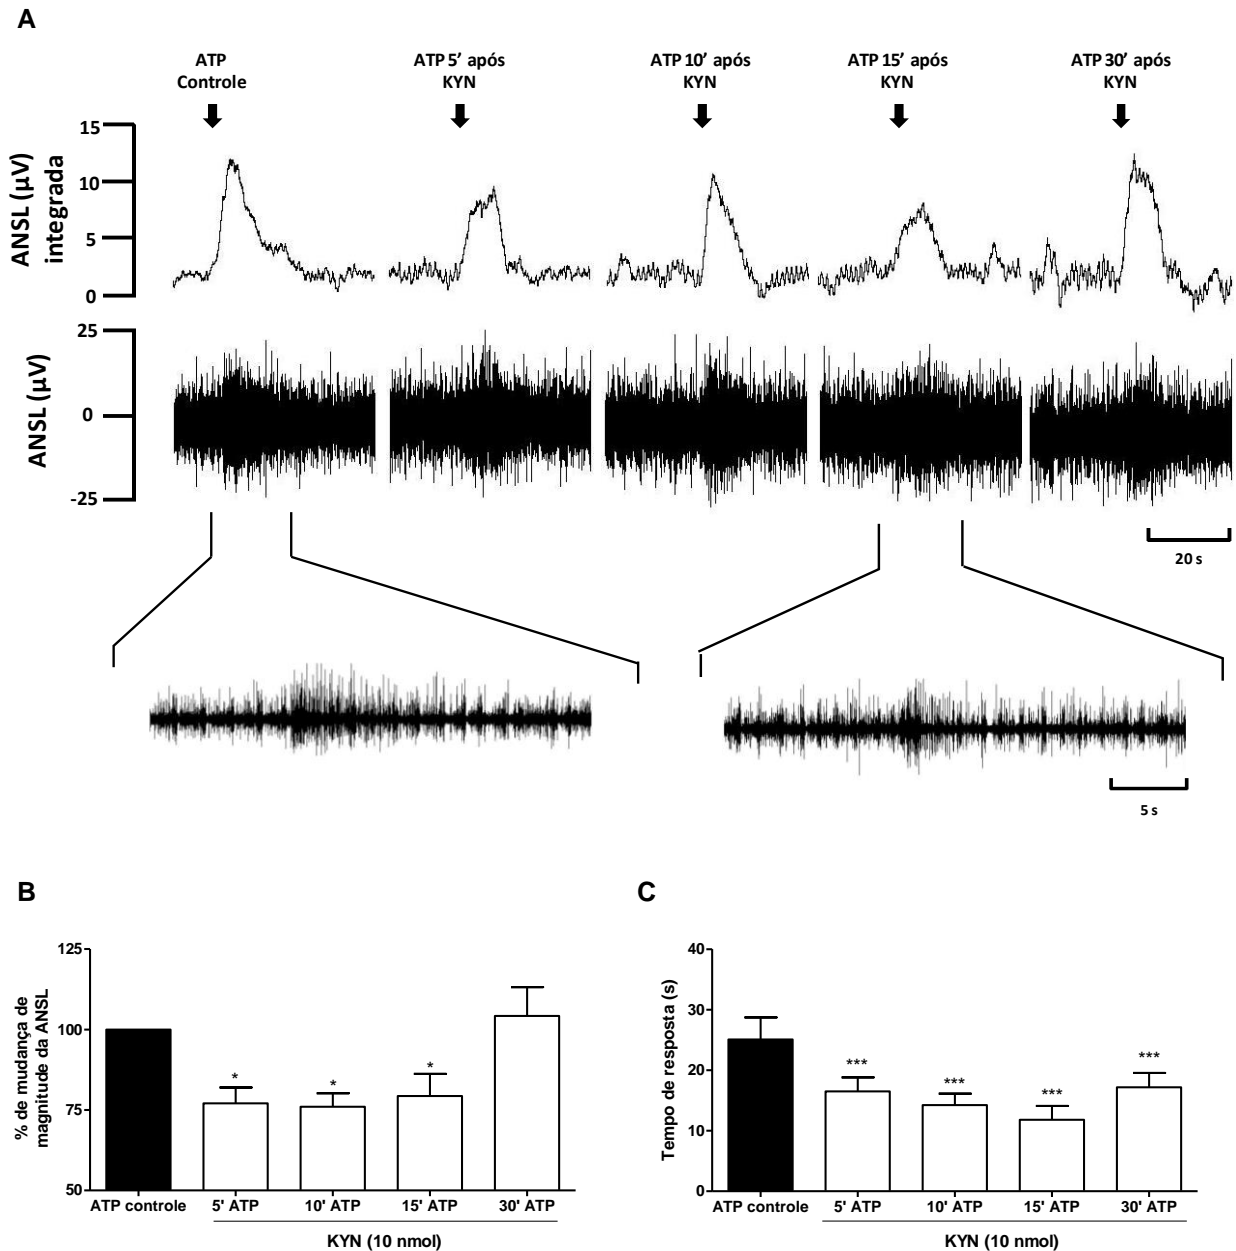 A
ATP
Controle
ATP 5’ após
KYN
ATP 10’ após
KYN
ATP 15’ após
KYN
ATP 30’ após
KYN
ANSL (µV)
integrada
15
10
5
0
ANSL (µV)
25
0
-25
20 s
5 s
B
% de mudança de
magnitude da ANSL
125
100
75
50
*
*
*
ATP controle
5' ATP
10' ATP
15' ATP
30' ATP
KYN (10 nmol)
C
Tempo de resposta (s)
40
30
20
10
0
***
***
***
***
ATP controle
5' ATP
10' ATP
15' ATP
30' ATP
KYN (10 nmol)